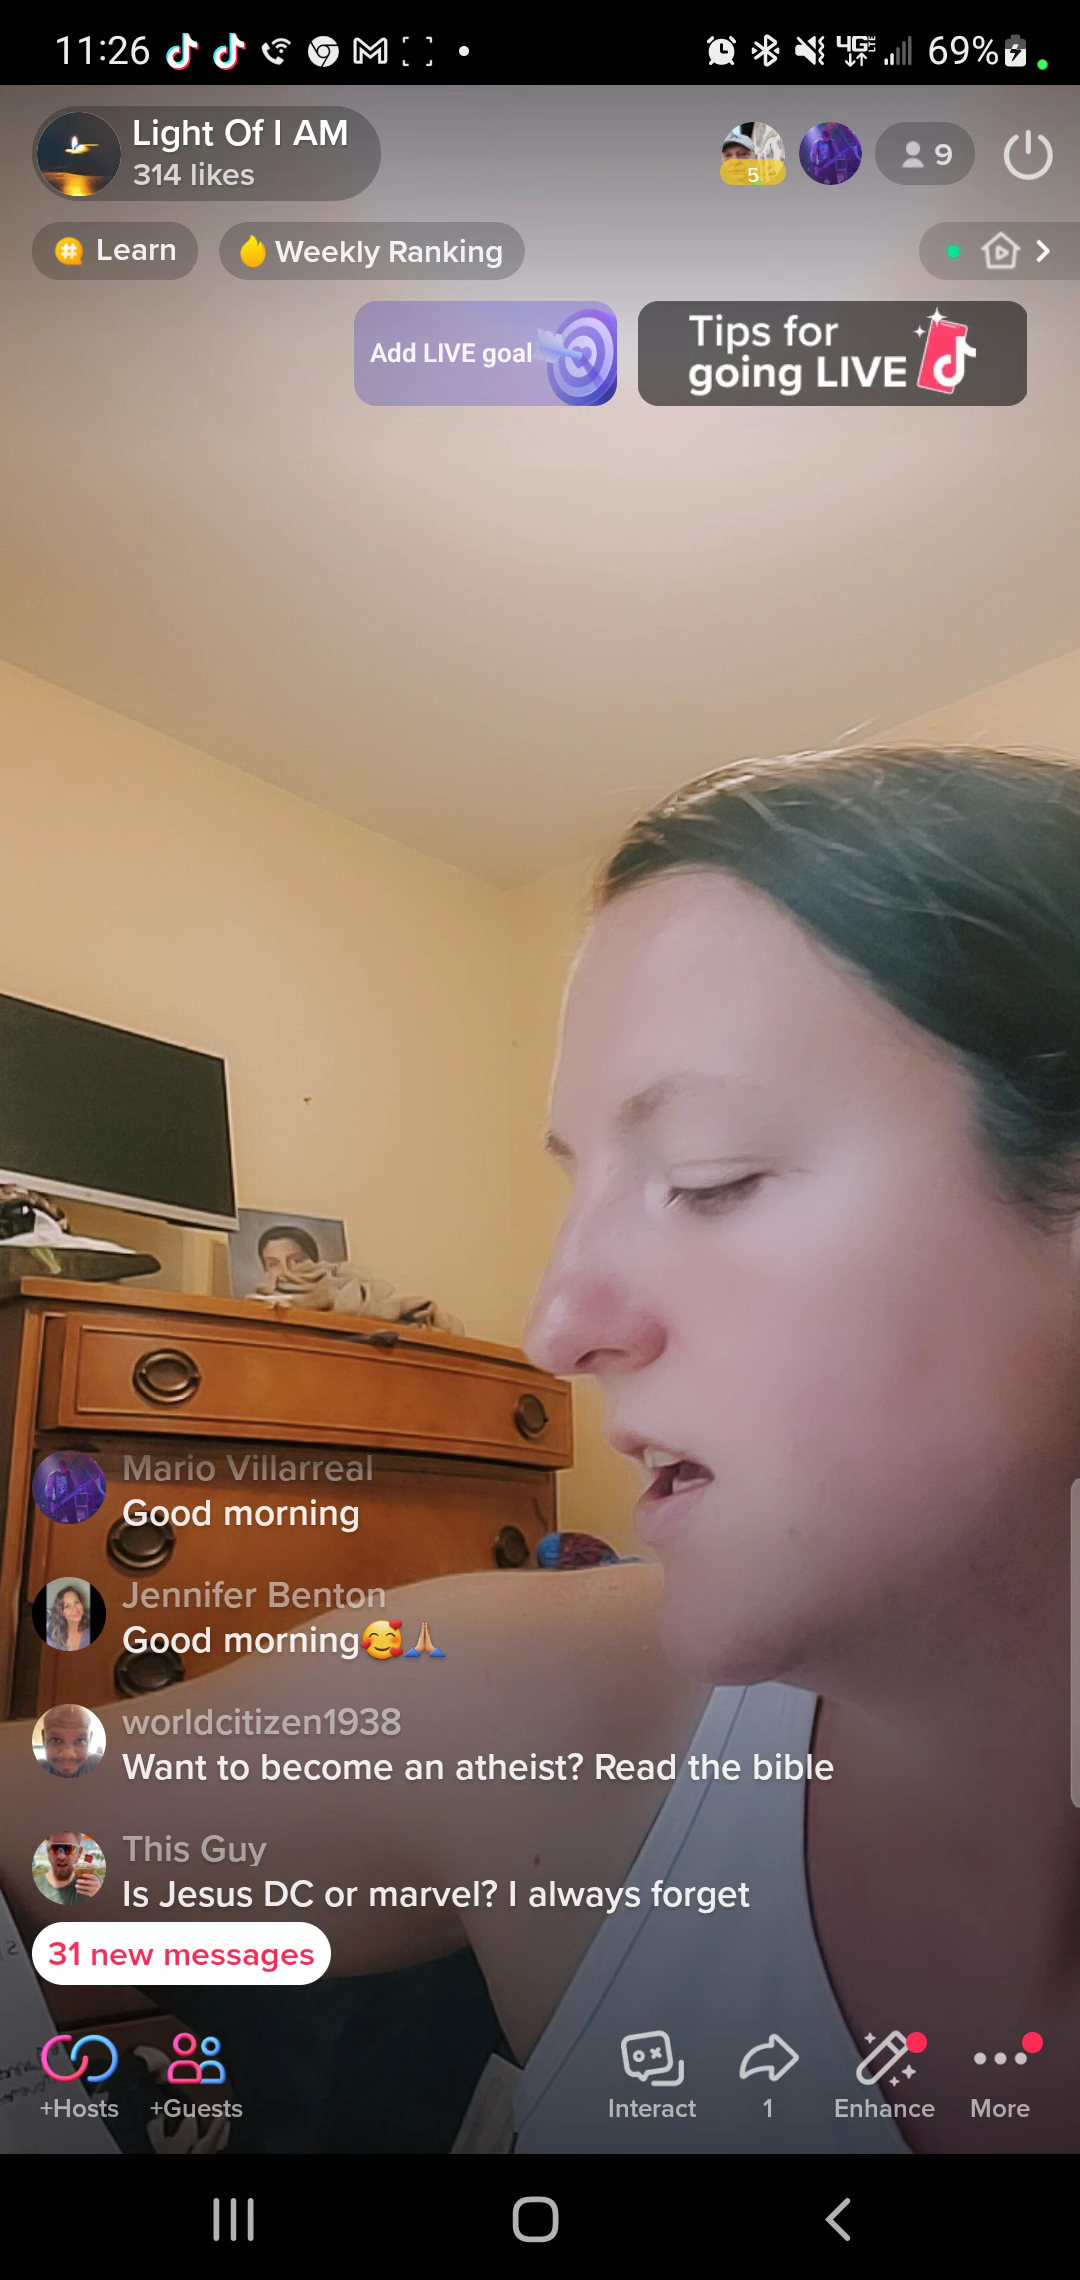 11:26 4G LTE 69%
Light Of I AM
314 likes
5
9
Learn
Weekly Ranking
Add LIVE goal
Tips for
going LIVE
Mario Villarreal
Good morning
Jennifer Benton
Good morning🥰🙏🏼
worldcitizen1938
Want to become an atheist? Read the bible
This Guy
Is Jesus DC or marvel? I always forget
31 new messages
+Hosts
+Guests
Interact
1
Enhance
More